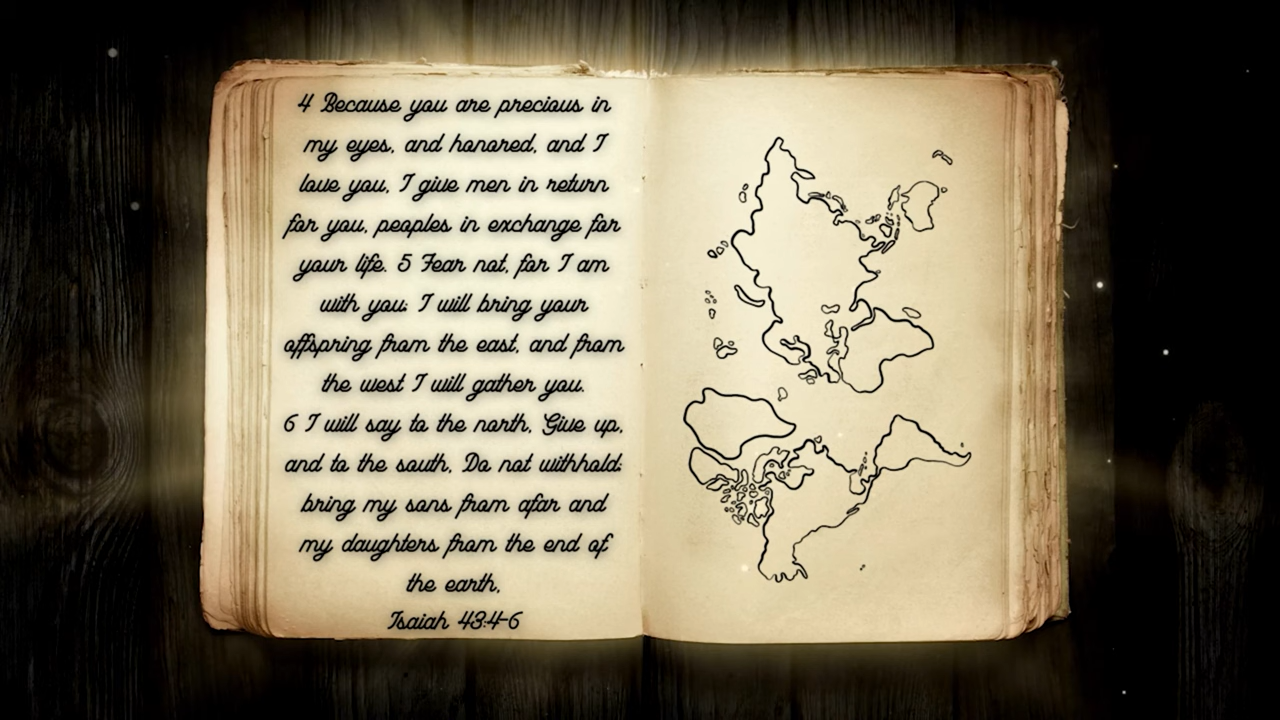 4 Because you are precious in
my eyes, and honored, and I
love you, I give men in return
for you, peoples in exchange for
your life. 5 Fear not, for I am
with you; I will bring your
offspring from the east, and from
the west I will gather you.
6 I will say to the north, Give up,
and to the south, Do not withhold;
bring my sons from afar and
my daughters from the end of
the earth,
Isaiah 43:4-6